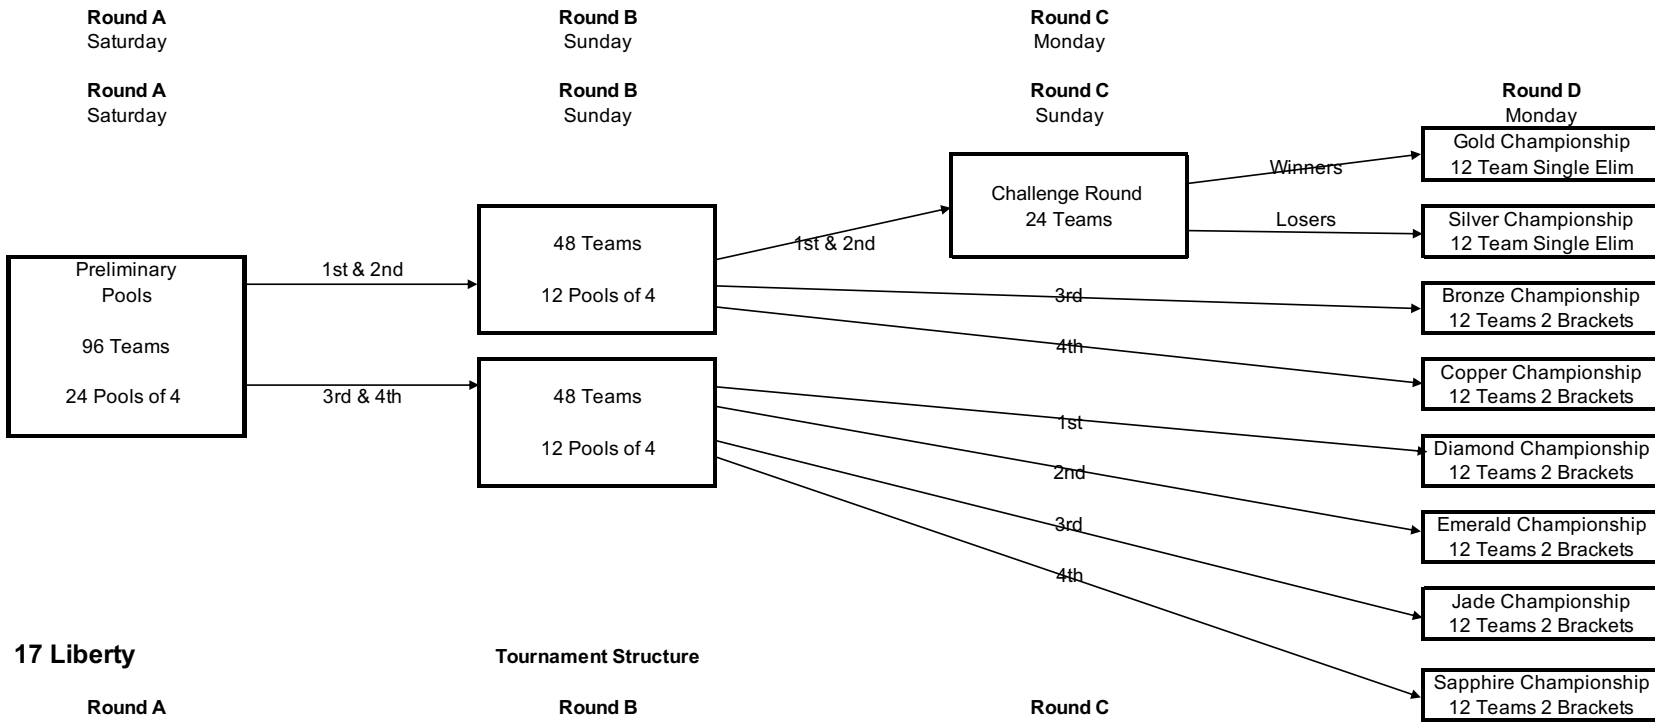 Round A
Saturday
Round B
Sunday
Round C
Monday
Round A
Saturday
Round B
Sunday
Round C
Sunday
Round D
Monday
Preliminary
Pools
96 Teams
24 Pools of 4
1st & 2nd
3rd & 4th
48 Teams
12 Pools of 4
48 Teams
12 Pools of 4
1st & 2nd
3rd
4th
1st
2nd
3rd
4th
Challenge Round
24 Teams
Winners
Losers
Gold Championship
12 Team Single Elim
Silver Championship
12 Team Single Elim
Bronze Championship
12 Teams 2 Brackets
Copper Championship
12 Teams 2 Brackets
Diamond Championship
12 Teams 2 Brackets
Emerald Championship
12 Teams 2 Brackets
Jade Championship
12 Teams 2 Brackets
Sapphire Championship
12 Teams 2 Brackets
17 Liberty
Tournament Structure
Round A
Round B
Round C